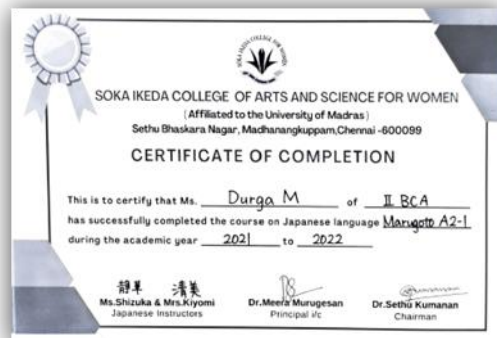 SOKA IKEDA COLLEGE OF ARTS AND SCIENCE FOR WOMEN
(Affiliated to the University of Madras)
Sethu Bhaskara Nagar, Madhanangkuppam,Chennai -600099
CERTIFICATE OF COMPLETION
This is to certify that Ms. Durga M of II BCA
has successfully completed the course on Japanese language Marugoto A2-1
during the academic year 2021 to 2022
清美
Ms.Shizuka & Mrs.Kiyomi Dr.Meera Murugesan Dr.Sethu Kumanan
Japanese Instructors Principal i/c Chairman